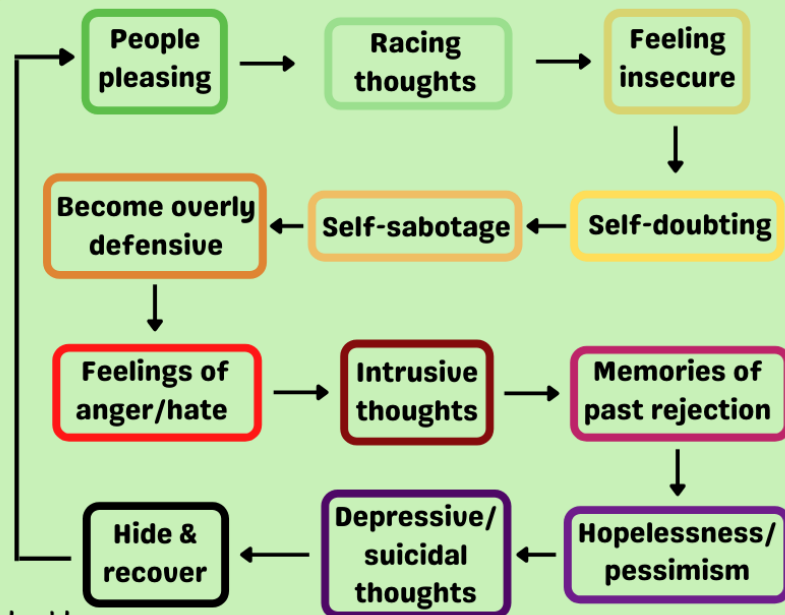 People
pleasing
Racing
thoughts
Feeling
insecure
Become overly
defensive
Self-sabotage
Self-doubting
Feelings of
anger/hate
Intrusive
thoughts
Memories of
past rejection
Hide &
recover
Depressive/
suicidal
thoughts
Hopelessness/
pessimism